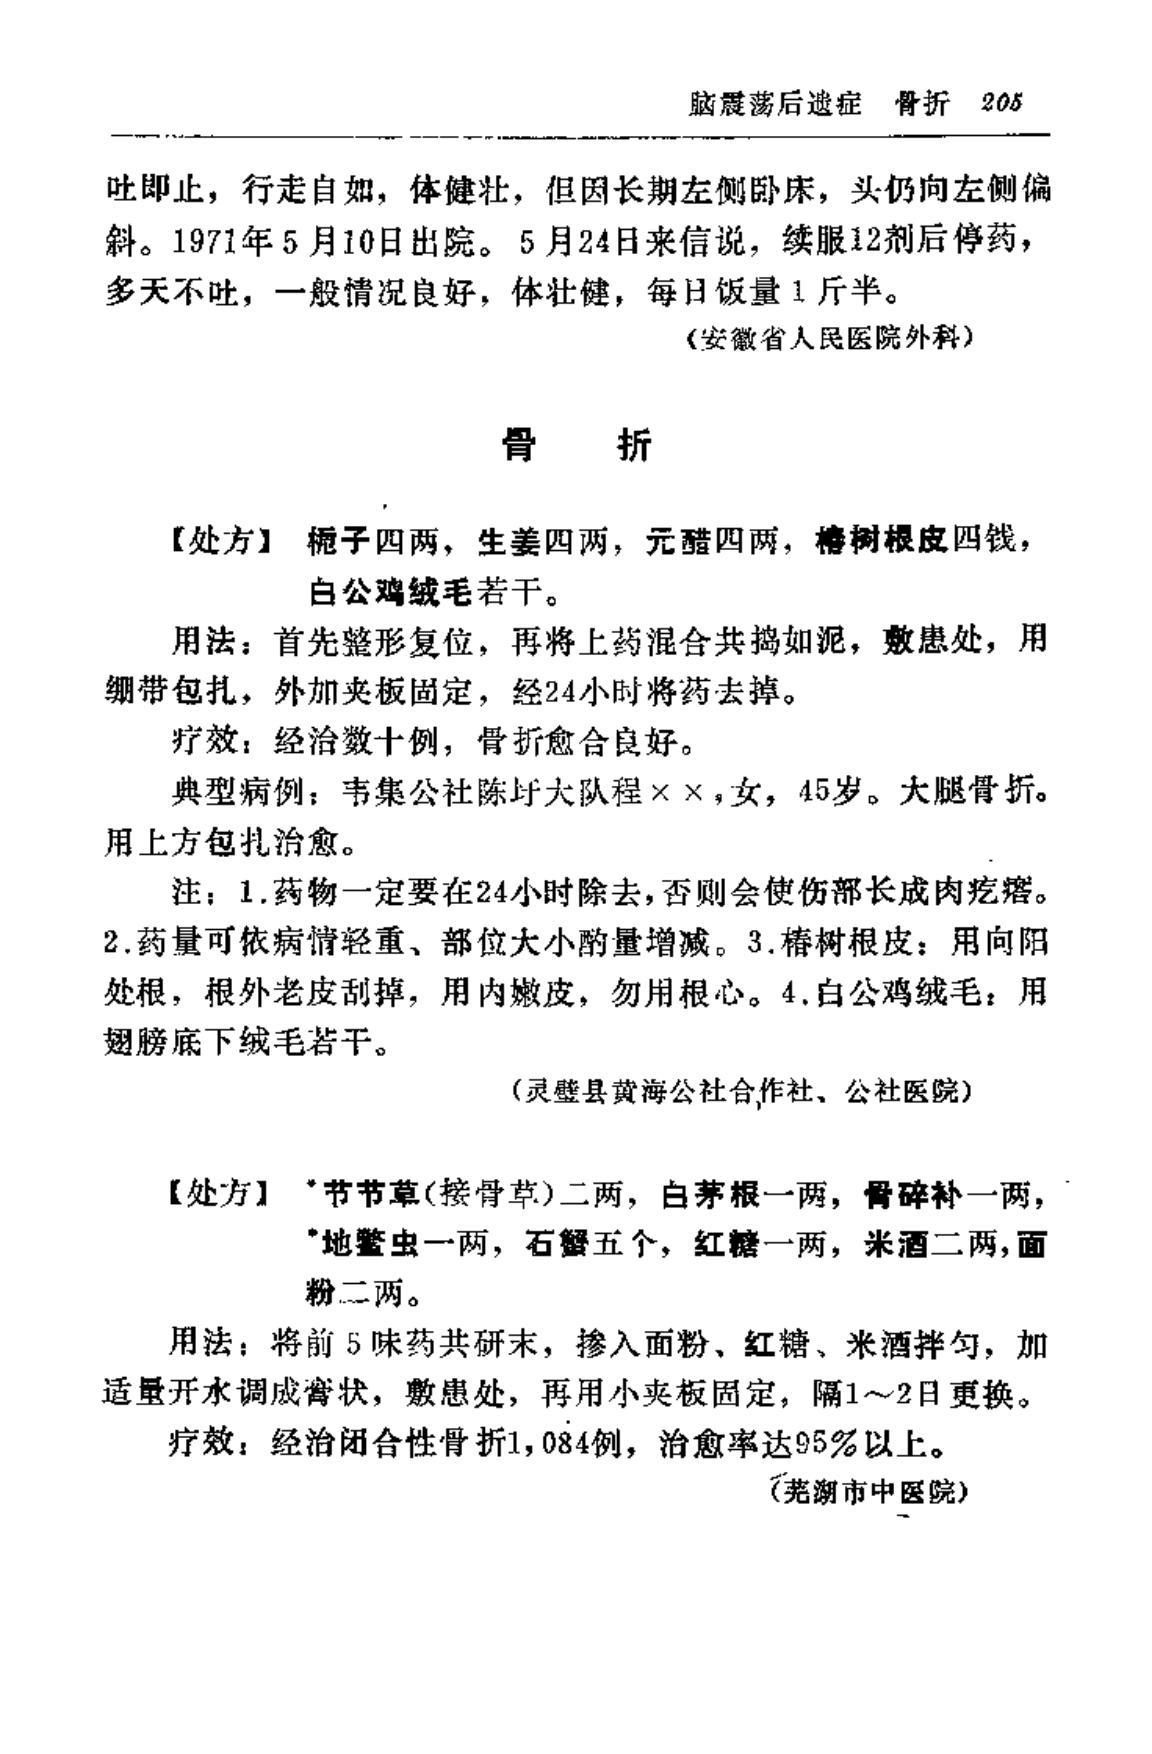 脑震荡后遗症 骨折 205
吐即止，行走自如，体健壮，但因长期左侧卧床，头仍向左侧偏
斜。1971年5月10日出院。5月24日来信说，续服12剂后停药，
多天不吐，一般情况良好，体壮健，每日饭量1斤半。
（安徽省人民医院外科）
骨 折
【处方】 栀子四两，生姜四两，元醋四两，椿树根皮四钱，
白公鸡绒毛若干。
用法：首先整形复位，再将上药混合共捣如泥，敷患处，用
绷带包扎，外加夹板固定，经24小时将药去掉。
疗效：经治数十例，骨折愈合良好。
典型病例：韦集公社陈圩大队程××，女，45岁。大腿骨折。
用上方包扎治愈。
注：1.药物一定要在24小时除去，否则会使伤部长成肉疙瘩。
2.药量可依病情轻重、部位大小酌量增减。3.椿树根皮：用向阳
处根，根外老皮刮掉，用内嫩皮，勿用根心。4.白公鸡绒毛：用
翅膀底下绒毛若干。
（灵璧县黄海公社合作社、公社医院）
【处方】 *节节草（接骨草）二两，白茅根一两，骨碎补一两，
*地鳖虫一两，石蟹五个，红糖一两，米酒二两，面
粉二两。
用法：将前5味药共研末，掺入面粉、红糖、米酒拌匀，加
适量开水调成膏状，敷患处，再用小夹板固定，隔1～2日更换。
疗效：经治闭合性骨折1,084例，治愈率达95%以上。
（芜湖市中医院）